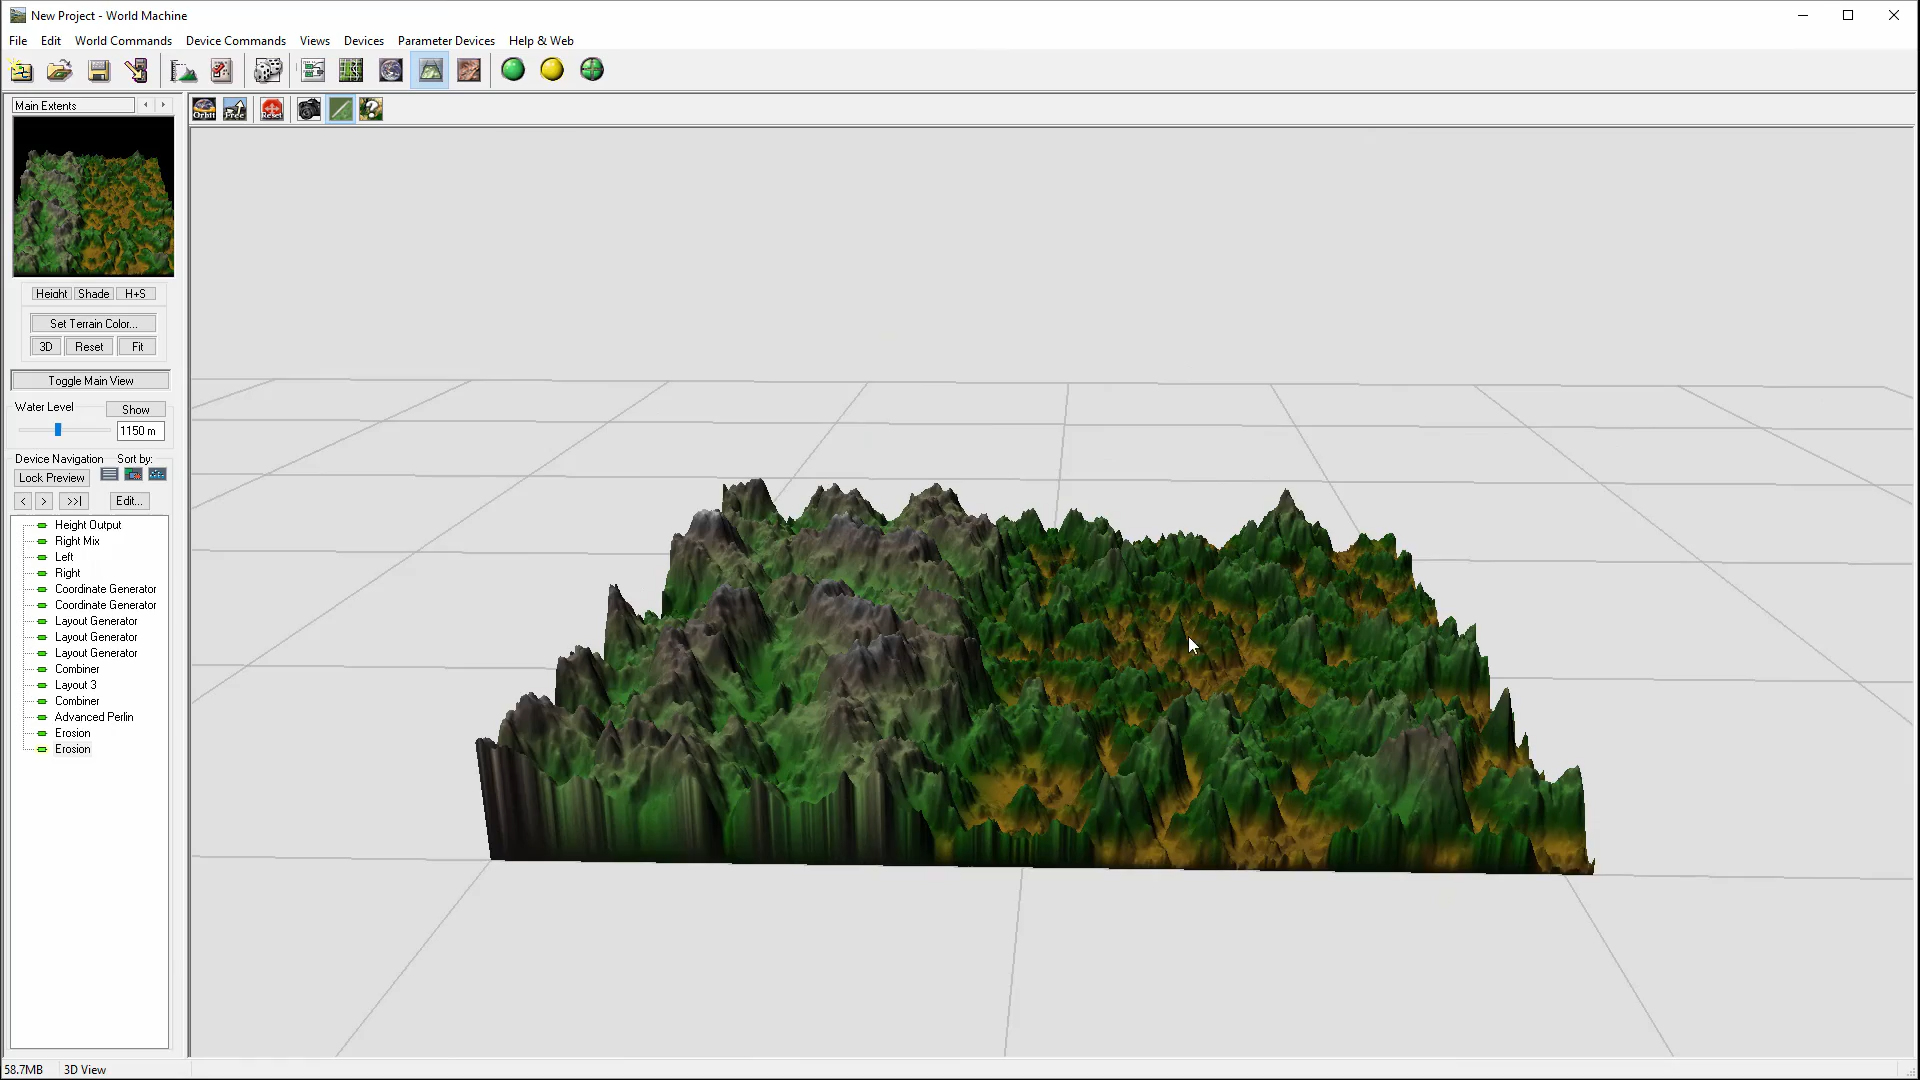 New Project - World Machine
File Edit World Commands Device Commands Views Devices Parameter Devices Help & Web
Main Extents
Orbit Free Reset
Height Shade H+S
Set Terrain Color...
3D Reset Fit
Toggle Main View
Water Level Show
1150 m
Device Navigation Sort by:
Lock Preview
< > >>| Edit...
Height Output
Right Mix
Left
Right
Coordinate Generator
Coordinate Generator
Layout Generator
Layout Generator
Layout Generator
Combiner
Layout 3
Combiner
Advanced Perlin
Erosion
Erosion
58.7MB 3D View